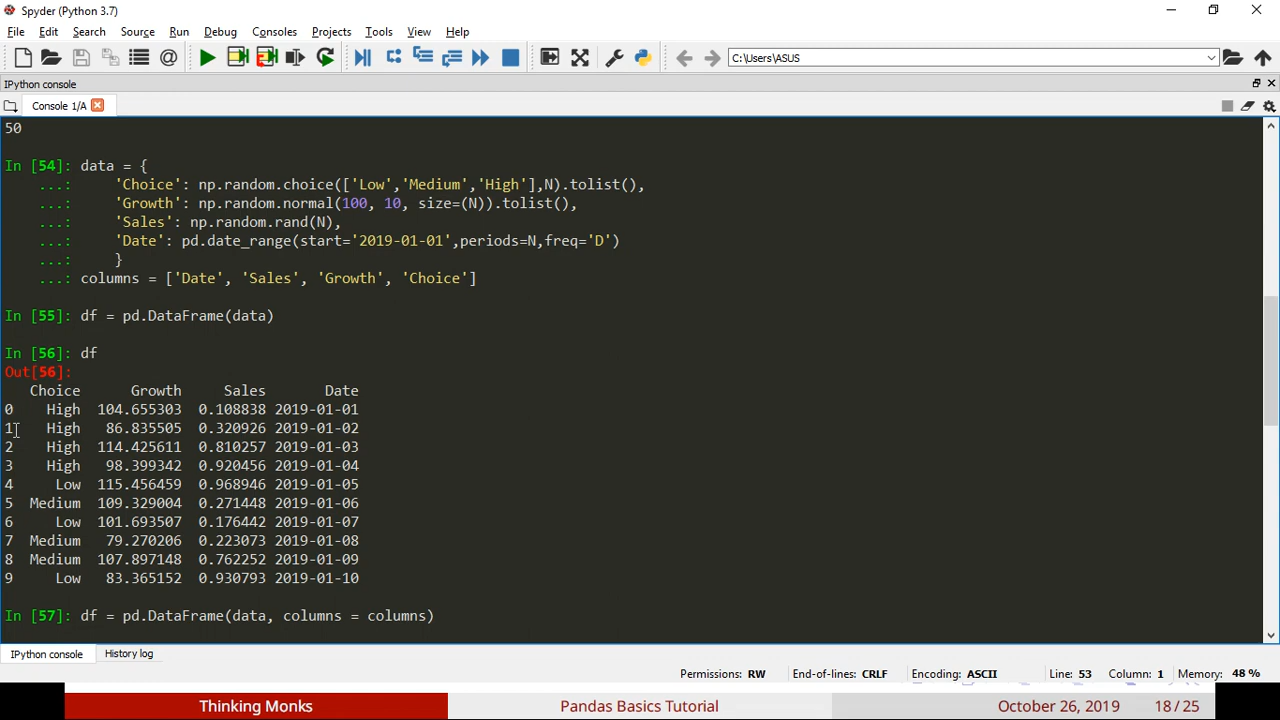 Spyder (Python 3.7)
File Edit Search Source Run Debug Consoles Projects Tools View Help
C:\Users\ASUS
IPython console
Console 1/A
50
In [54]: data = {
...: 'Choice': np.random.choice(['Low','Medium','High'],N).tolist(),
...: 'Growth': np.random.normal(100, 10, size=(N)).tolist(),
...: 'Sales': np.random.rand(N),
...: 'Date': pd.date_range(start='2019-01-01',periods=N,freq='D')
...: }
...: columns = ['Date', 'Sales', 'Growth', 'Choice']
In [55]: df = pd.DataFrame(data)
In [56]: df
Out[56]:
Choice Growth Sales Date
0 High 104.655303 0.108838 2019-01-01
1 High 86.835505 0.320926 2019-01-02
2 High 114.425611 0.810257 2019-01-03
3 High 98.399342 0.920456 2019-01-04
4 Low 115.456459 0.968946 2019-01-05
5 Medium 109.329004 0.271448 2019-01-06
6 Low 101.693507 0.176442 2019-01-07
7 Medium 79.270206 0.223073 2019-01-08
8 Medium 107.897148 0.762252 2019-01-09
9 Low 83.365152 0.930793 2019-01-10
In [57]: df = pd.DataFrame(data, columns = columns)
IPython console History log
Permissions: RW End-of-lines: CRLF Encoding: ASCII Line: 53 Column: 1 Memory: 48 %
Thinking Monks Pandas Basics Tutorial October 26, 2019 18 / 25